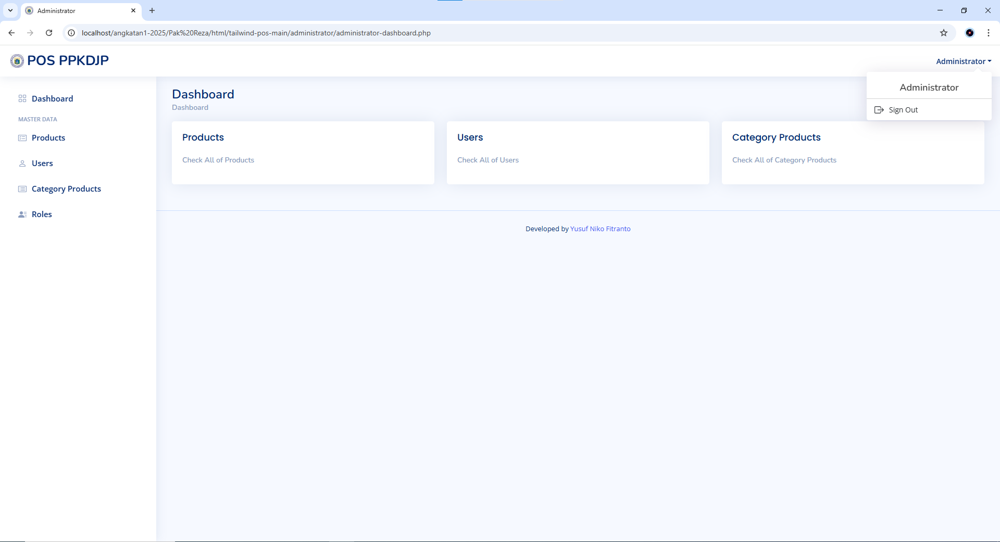 Administrator
localhost/angkatan1-2025/Pak%20Reza/html/tailwind-pos-main/administrator/administrator-dashboard.php
POS PPKDJP
Administrator
Administrator
Sign Out
Dashboard
MASTER DATA
Products
Users
Category Products
Roles
Dashboard
Dashboard
Products
Check All of Products
Users
Check All of Users
Category Products
Check All of Category Products
Developed by Yusuf Niko Fitranto